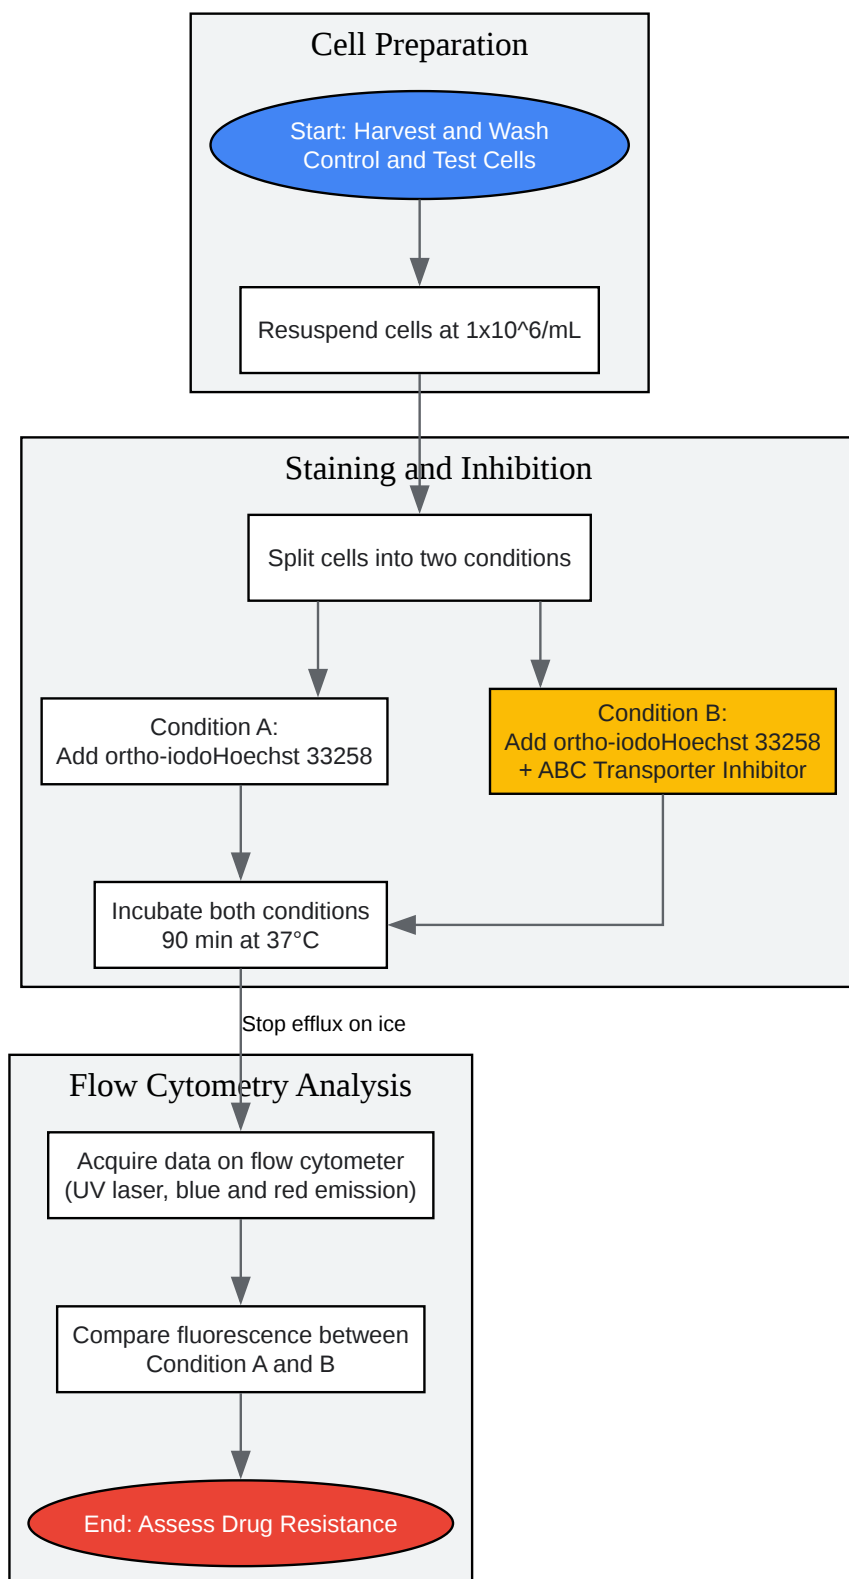 Cell Preparation
Start: Harvest and Wash
Control and Test Cells
Resuspend cells at 1x10^6/mL
Staining and Inhibition
Split cells into two conditions
Condition A:
Add ortho-iodoHoechst 33258
Condition B:
Add ortho-iodoHoechst 33258
+ ABC Transporter Inhibitor
Incubate both conditions
90 min at 37°C
Stop efflux on ice
Flow Cytometry Analysis
Acquire data on flow cytometer
(UV laser, blue and red emission)
Compare fluorescence between
Condition A and B
End: Assess Drug Resistance